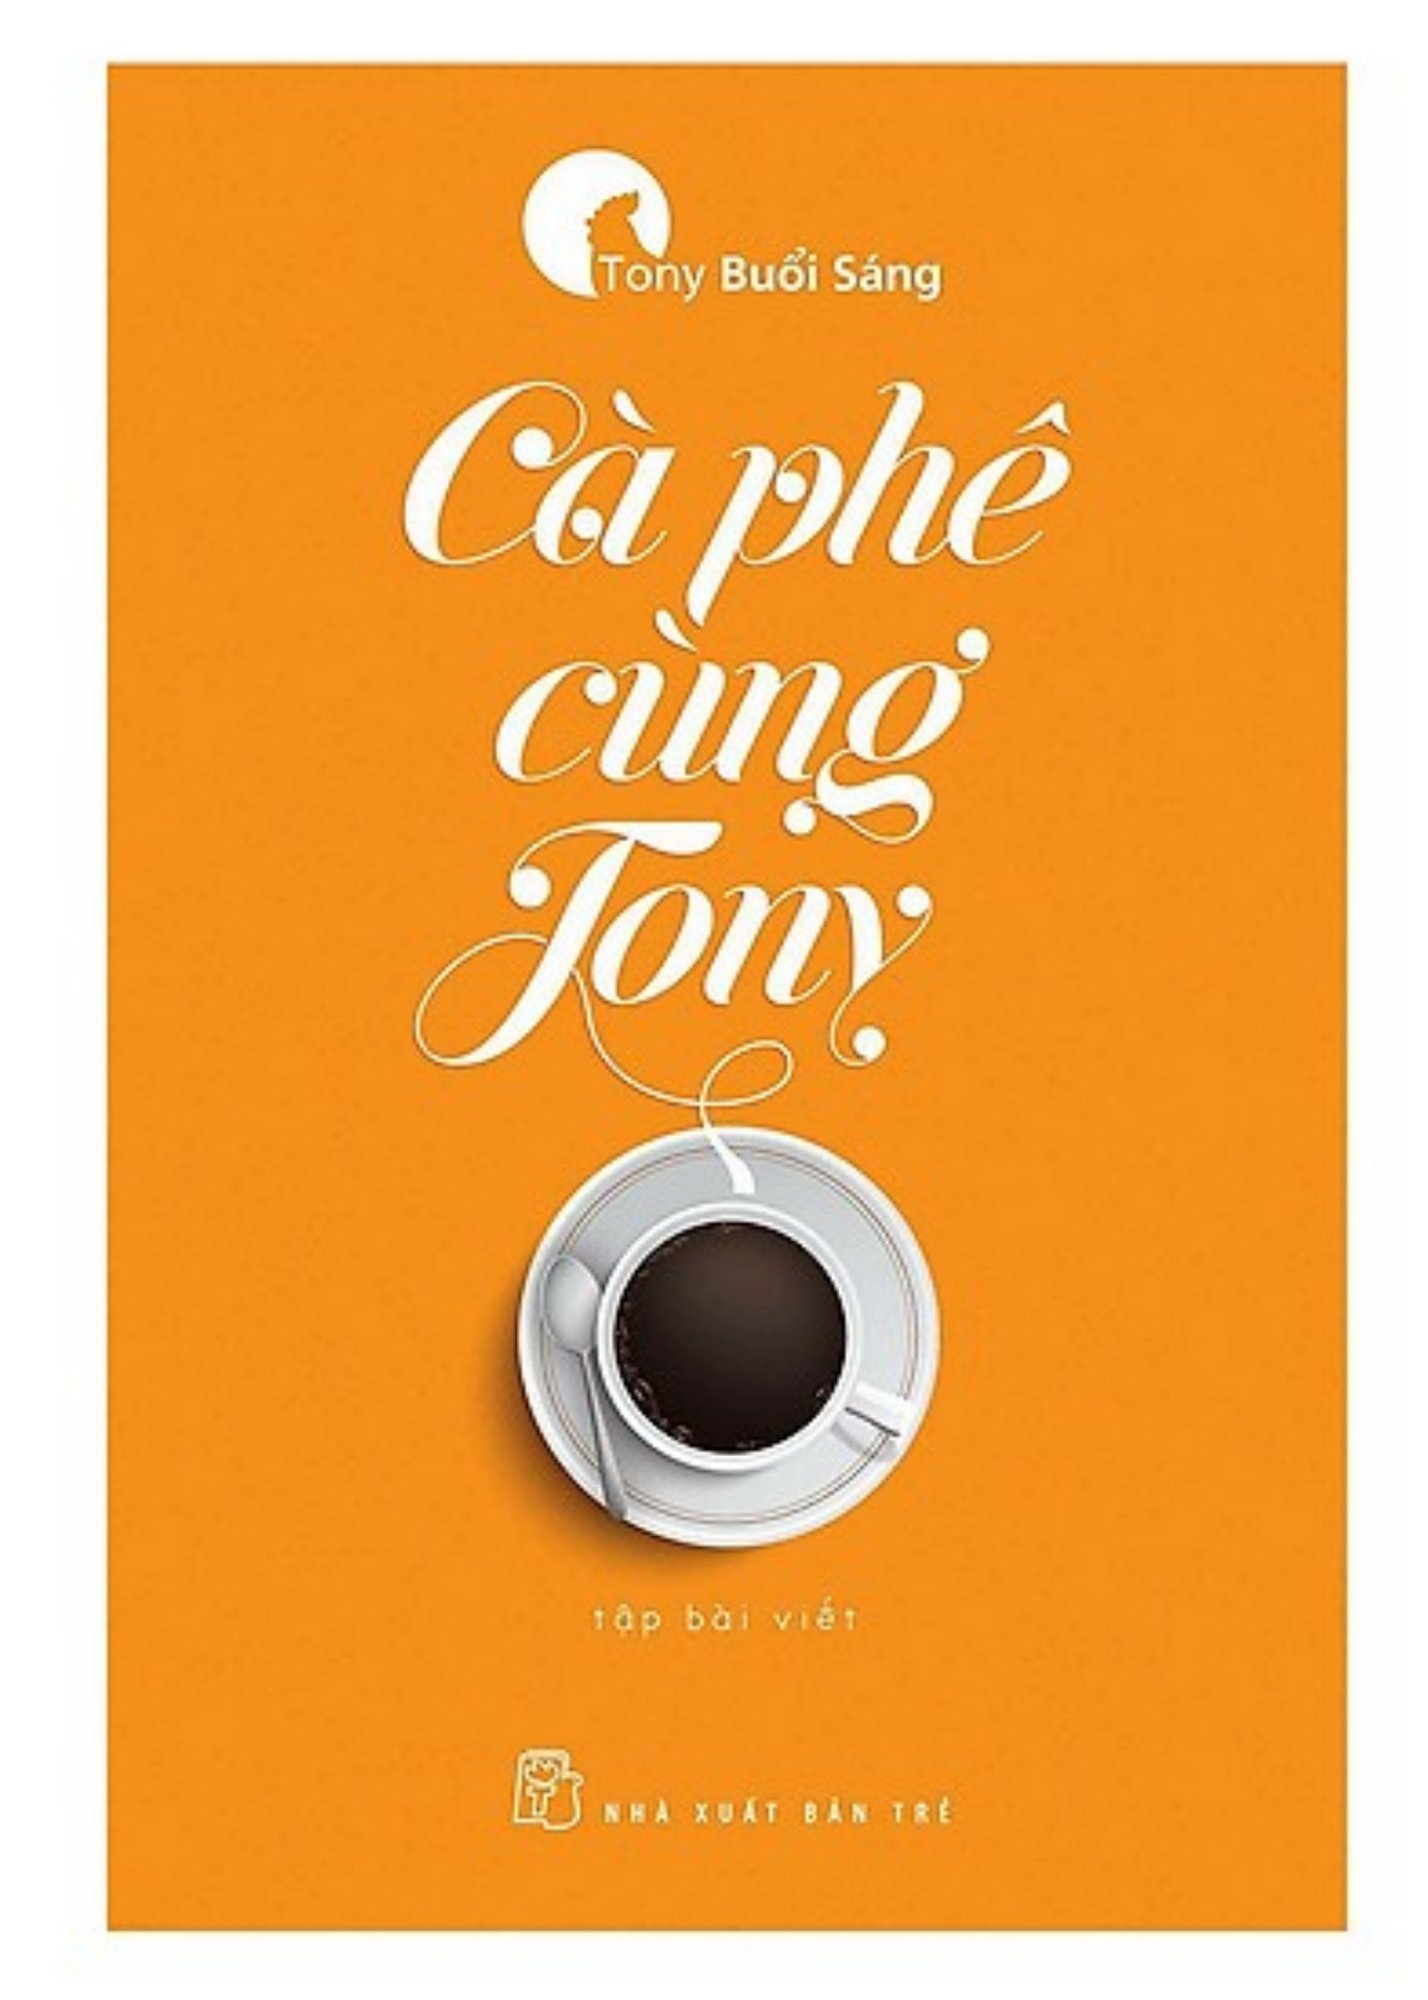 Tony Buổi Sáng
Cà phê
cùng
Tony
tập bài viết
NHÀ XUẤT BẢN TRẺ